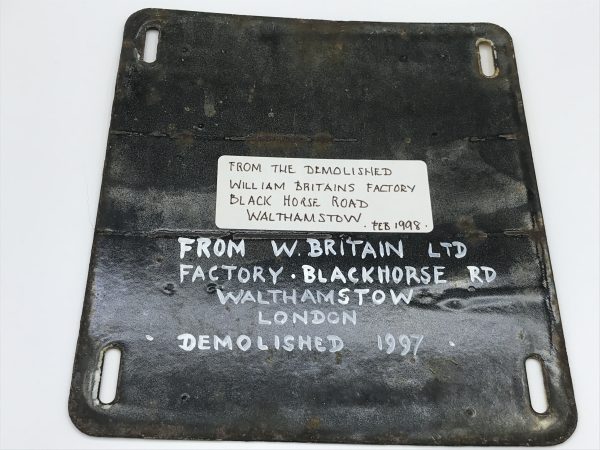 FROM THE DEMOLISHED
WILLIAM BRITAINS FACTORY
BLACK HORSE ROAD
WALTHAMSTOW. FEB 1998.
FROM W. BRITAIN LTD
FACTORY. BLACKHORSE RD
WALTHAMSTOW
LONDON
· DEMOLISHED 1997 ·